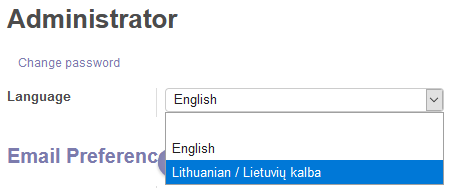 Administrator
Change password
Language English
English
Email Preferenc
Lithuanian / Lietuvių kalba